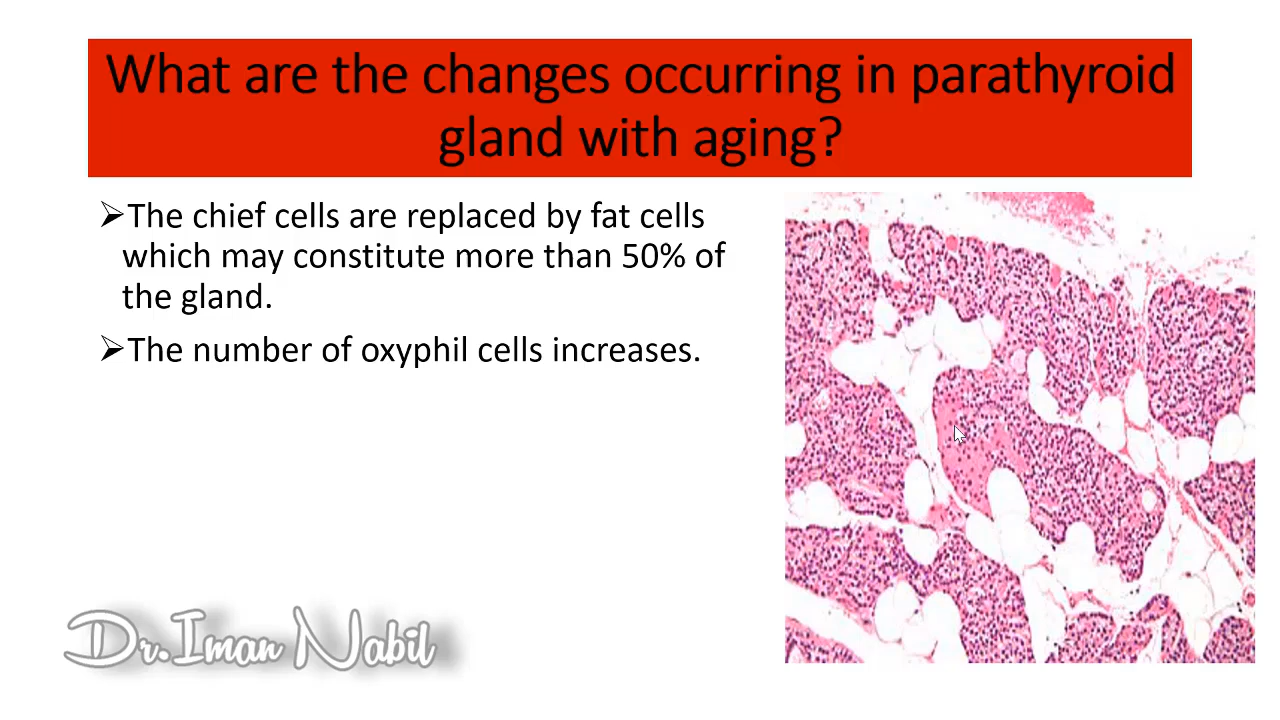 What are the changes occurring in parathyroid
gland with aging?
➢The chief cells are replaced by fat cells
which may constitute more than 50% of
the gland.
➢The number of oxyphil cells increases.
Dr.Iman Nabil